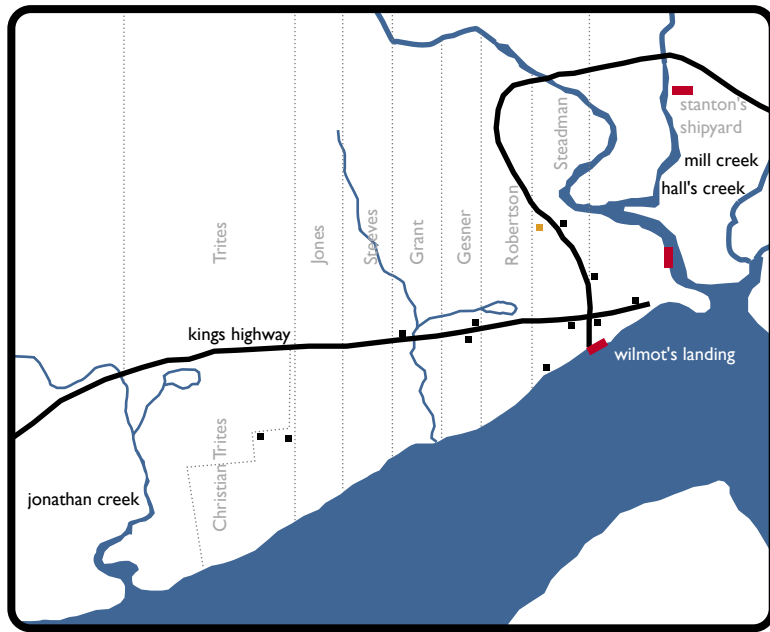 stanton's
shipyard
mill creek
hall's creek
Steadman
Robertson
Gesner
Grant
Steeves
Jones
Trites
kings highway
wilmot's landing
Christian Trites
jonathan creek